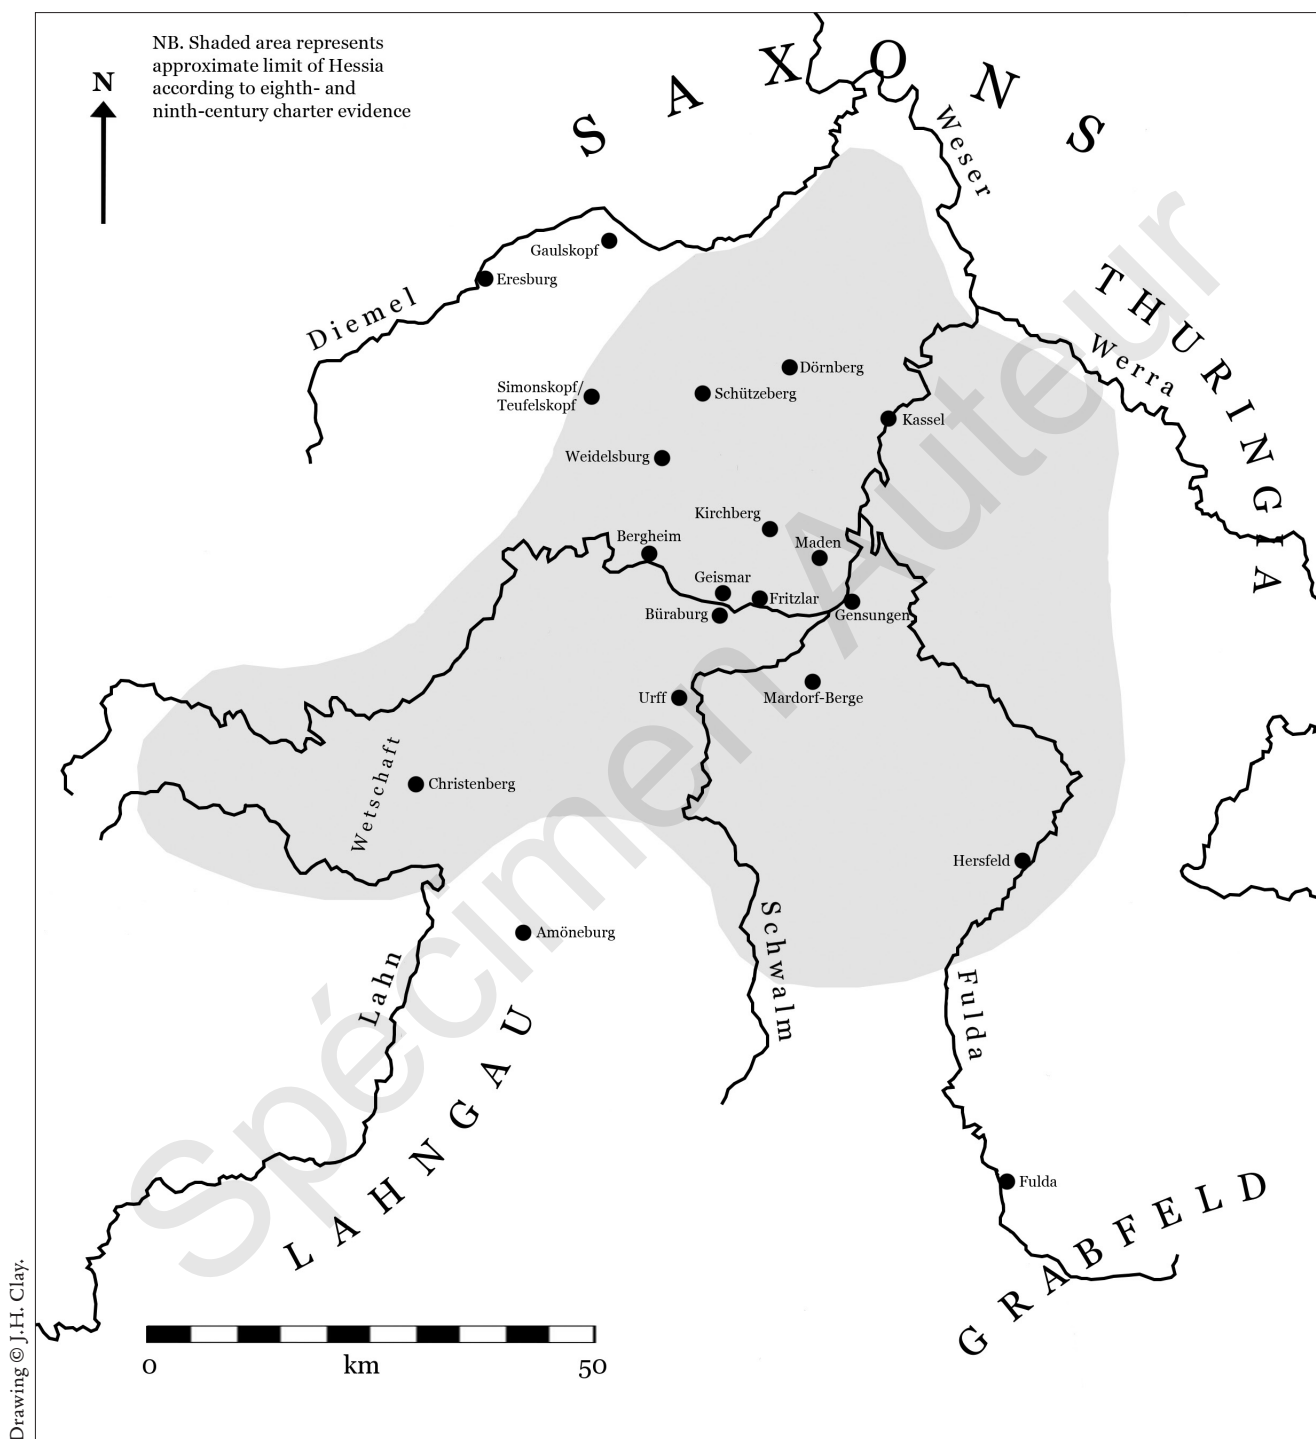 NB. Shaded area represents
approximate limit of Hessia
according to eighth- and
ninth-century charter evidence
N
SAXONS
Weser
Gaulskopf
Eresburg
Diemel
THURINGIA
Werra
Dörnberg
Simonskopf/
Teufelskopf
Schützeberg
Kassel
Weidelsburg
Kirchberg
Bergheim
Maden
Geismar
Fritzlar
Büraburg
Gensungen
Urff
Mardorf-Berge
Wetschaft
Christenberg
Hersfeld
Schwalm
Amöneburg
Lahn
Fulda
LAHNGAU
Fulda
GRABFELD
0 km 50
Drawing © J.H. Clay.
Spécimen Auteur